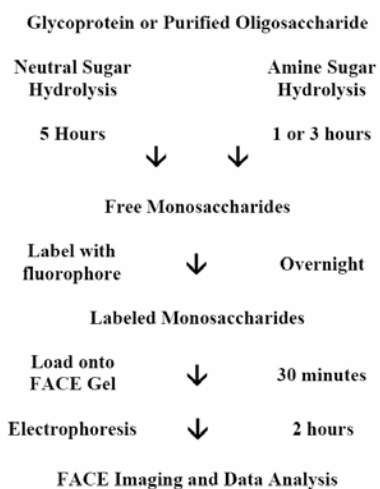 Glycoprotein or Purified Oligosaccharide
Neutral Sugar
Hydrolysis
Amine Sugar
Hydrolysis
5 Hours
1 or 3 hours
Free Monosaccharides
Label with
fluorophore
Overnight
Labeled Monosaccharides
Load onto
FACE Gel
30 minutes
Electrophoresis
2 hours
FACE Imaging and Data Analysis